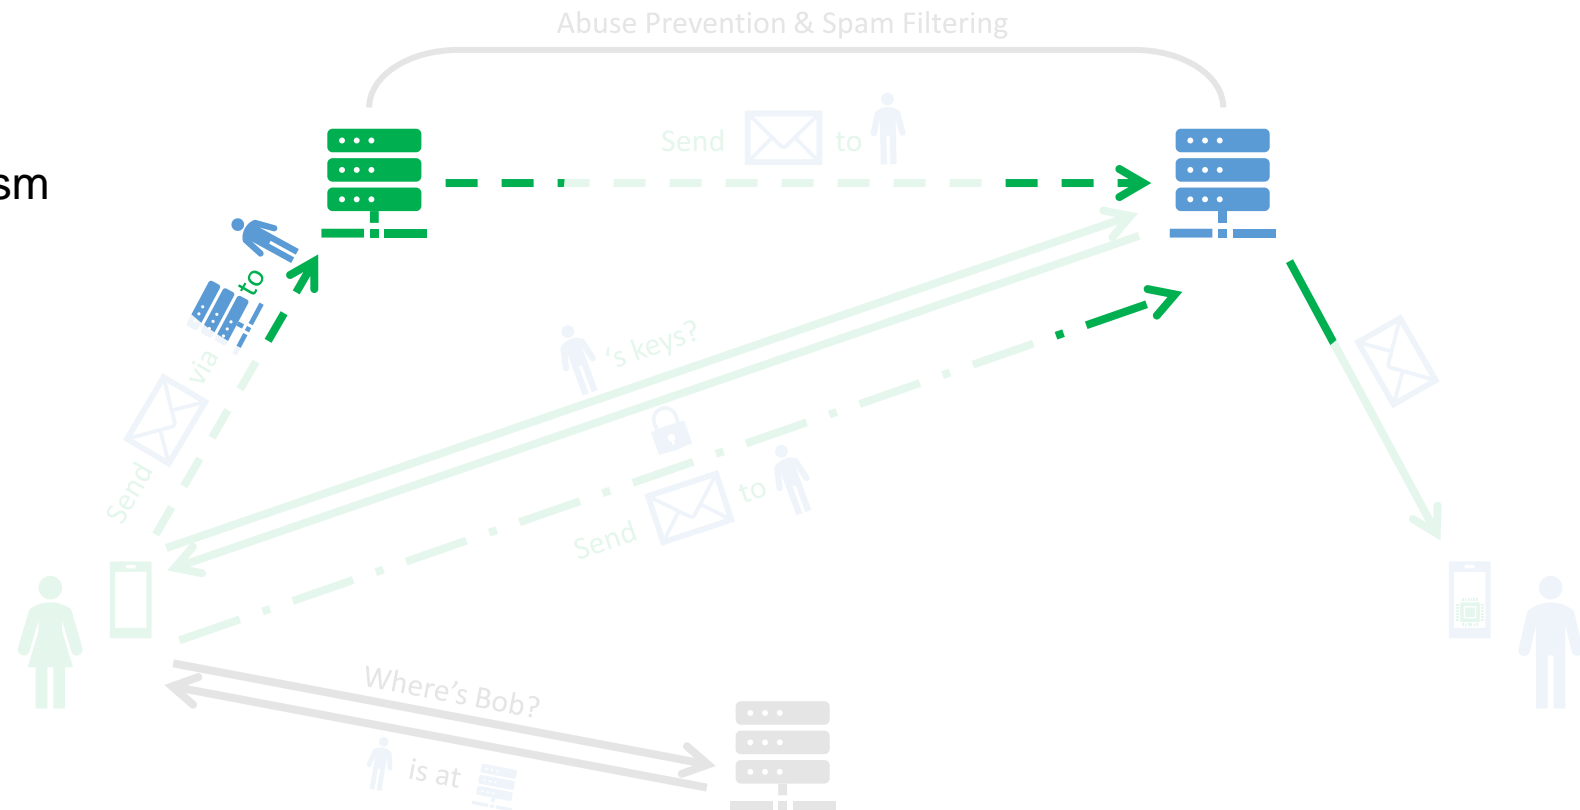 Abuse Prevention & Spam Filtering
Send to
sm
Send via to
's keys?
Send to
Where's Bob?
is at